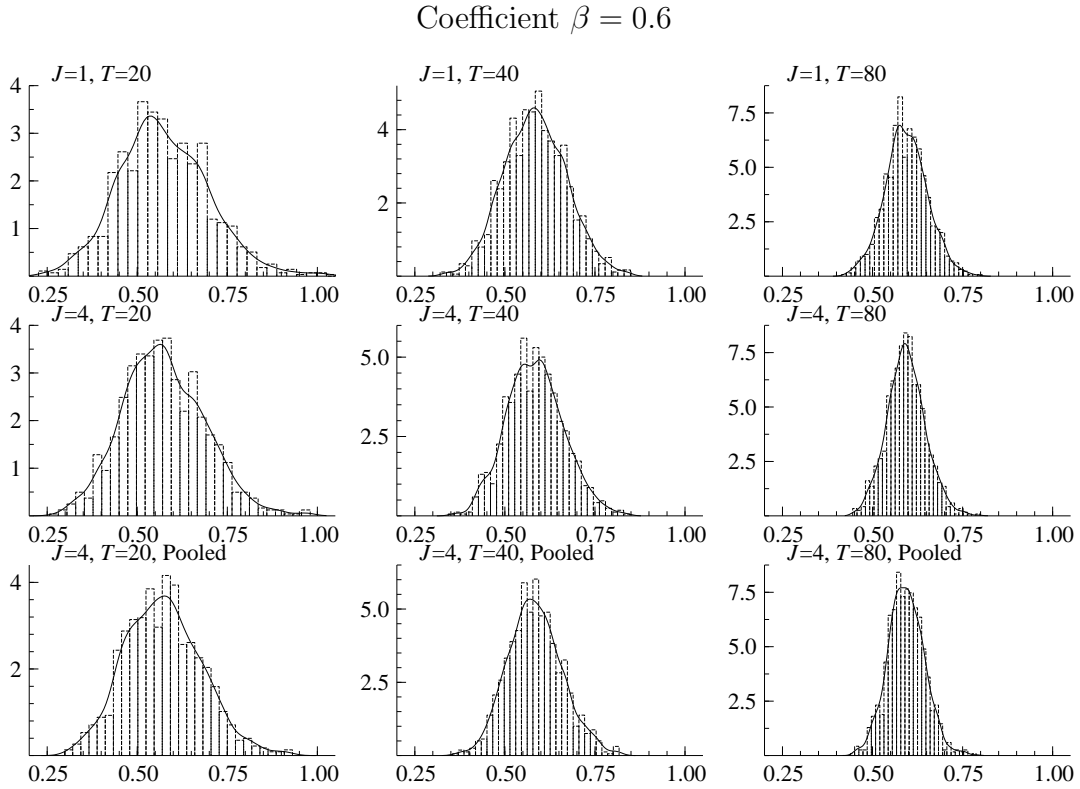 Coefficient β = 0.6
J=1, T=20
J=1, T=40
J=1, T=80
4
3
2
1
4
2
7.5
5.0
2.5
0.25 0.50 0.75 1.00
0.25 0.50 0.75 1.00
0.25 0.50 0.75 1.00
J=4, T=20
J=4, T=40
J=4, T=80
4
3
2
1
5.0
2.5
7.5
5.0
2.5
0.25 0.50 0.75 1.00
0.25 0.50 0.75 1.00
0.25 0.50 0.75 1.00
J=4, T=20, Pooled
J=4, T=40, Pooled
J=4, T=80, Pooled
4
2
5.0
2.5
7.5
5.0
2.5
0.25 0.50 0.75 1.00
0.25 0.50 0.75 1.00
0.25 0.50 0.75 1.00